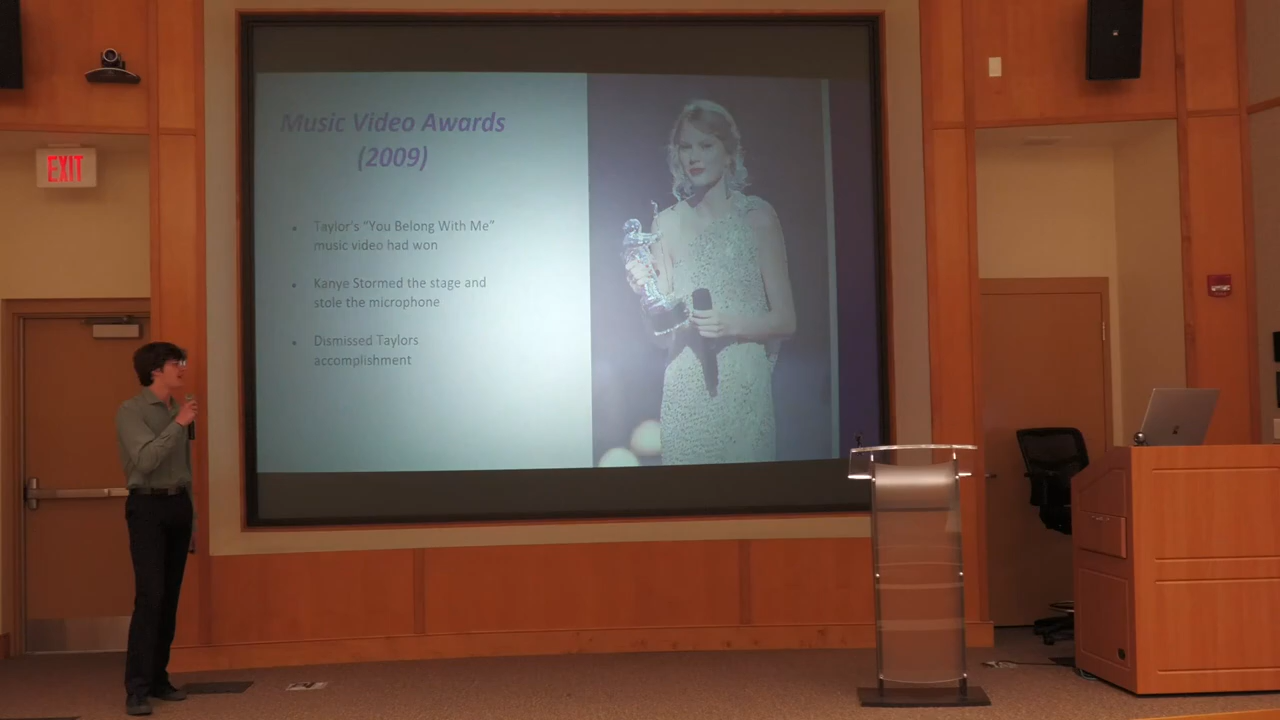 EXIT
Music Video Awards
(2009)
Taylor's “You Belong With Me”
music video had won
Kanye Stormed the stage and
stole the microphone
Dismissed Taylors
accomplishment